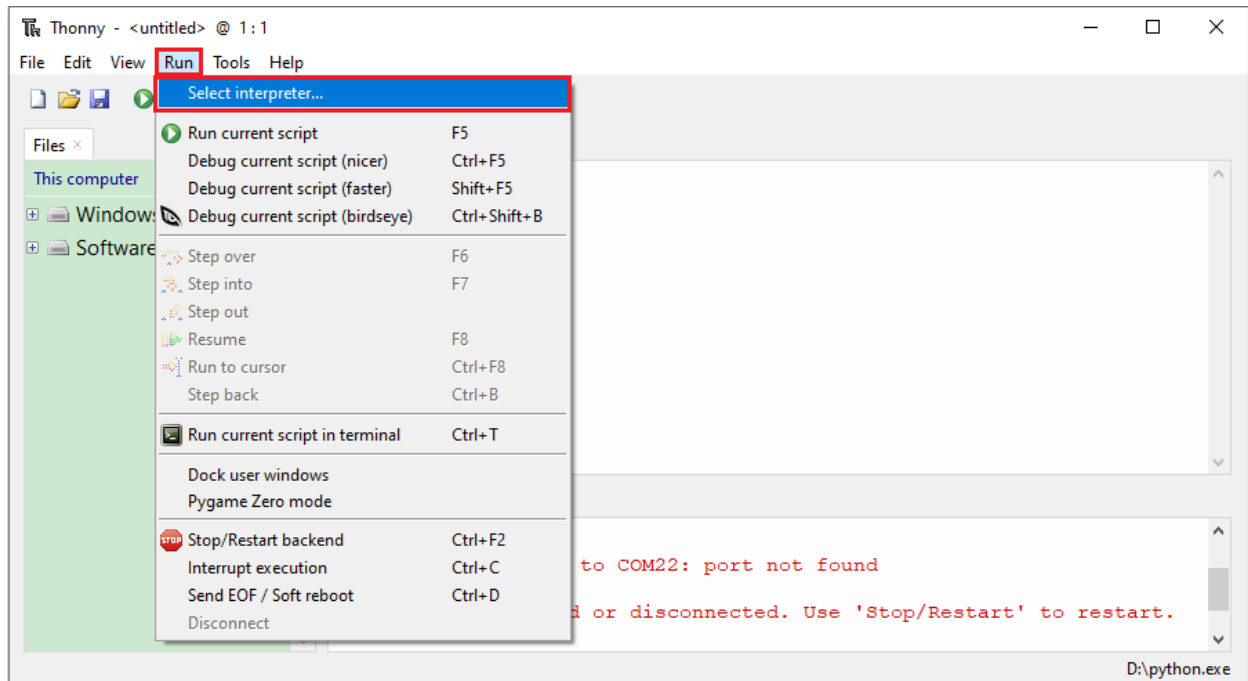 Thonny - <untitled> @ 1:1
File Edit View Run Tools Help
Select interpreter...
Files
This computer
Run current script F5
Debug current script (nicer) Ctrl+F5
Debug current script (faster) Shift+F5
Windows
Debug current script (birdseye) Ctrl+Shift+B
Software
Step over F6
Step into F7
Step out
Resume F8
Run to cursor Ctrl+F8
Step back Ctrl+B
Run current script in terminal Ctrl+T
Dock user windows
Pygame Zero mode
STOP
Stop/Restart backend Ctrl+F2
Interrupt execution Ctrl+C
to COM22: port not found
Send EOF / Soft reboot Ctrl+D
d or disconnected. Use 'Stop/Restart' to restart.
Disconnect
D:\python.exe